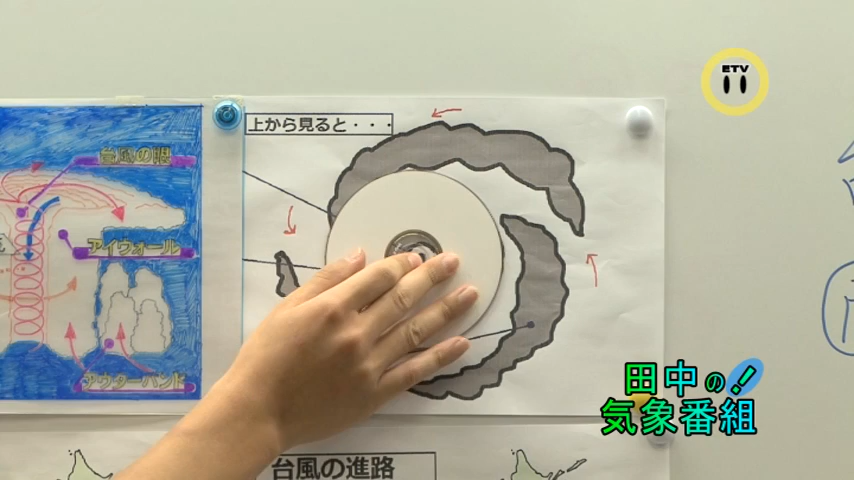 ETV
上から見ると・・・
台風の眼
アイウォール
アウターバンド
田中の!
気象番組
台風の進路